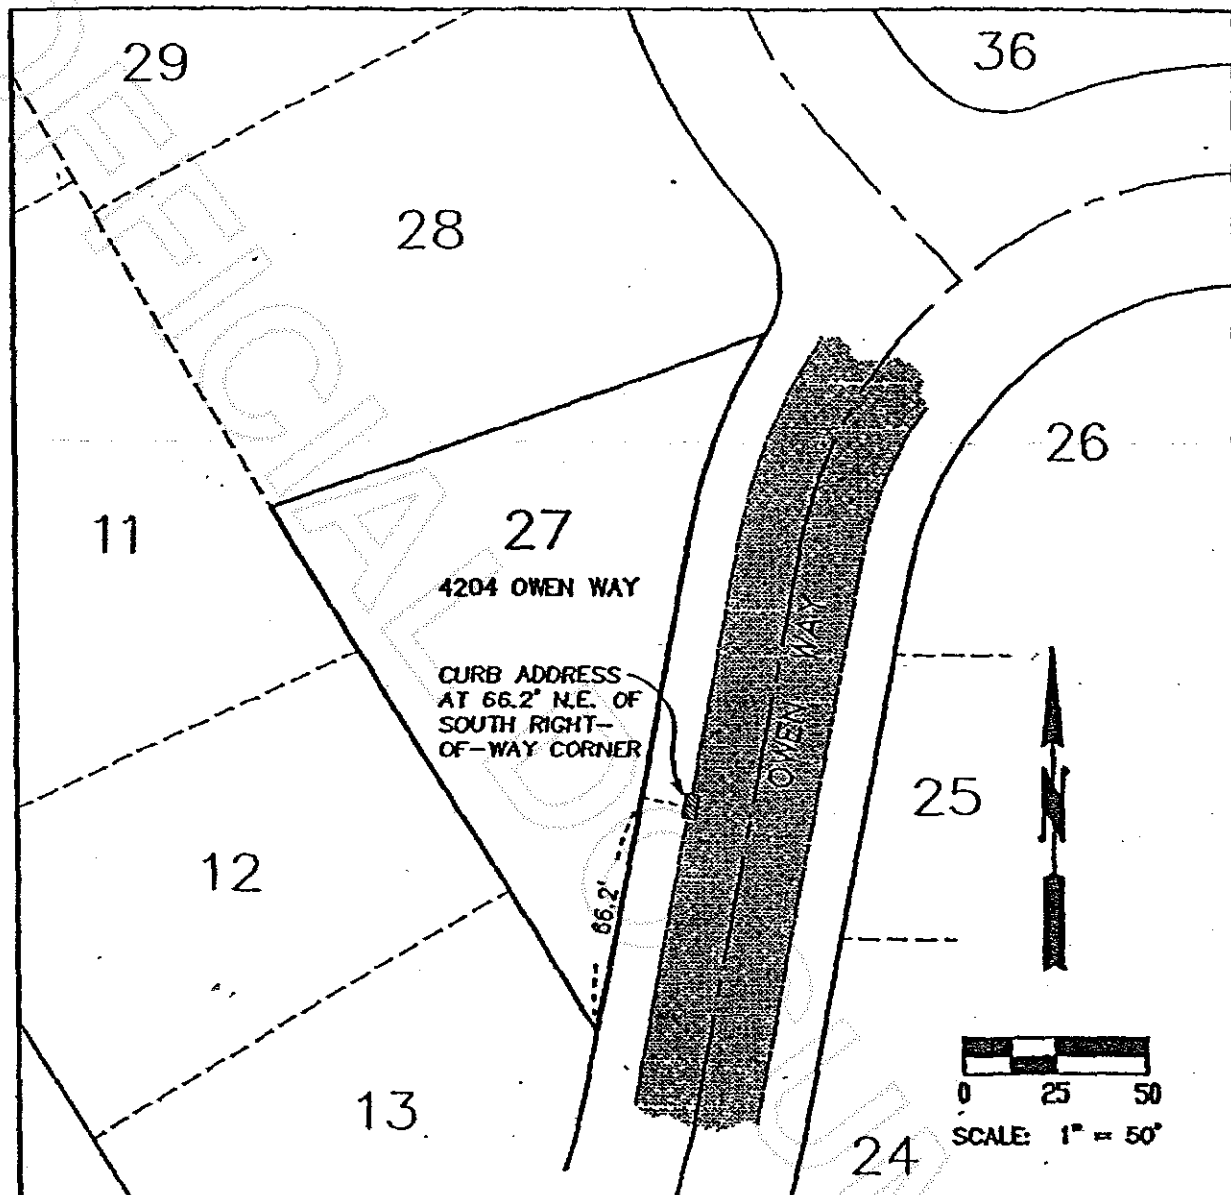 29
36
28
26
11
27
4204 OWEN WAY
CURB ADDRESS
AT 66.2' N.E. OF
SOUTH RIGHT-
OF-WAY CORNER
OWEN WAY
25
12
66.2'
N
13
0 25 50
SCALE: 1" = 50'
24